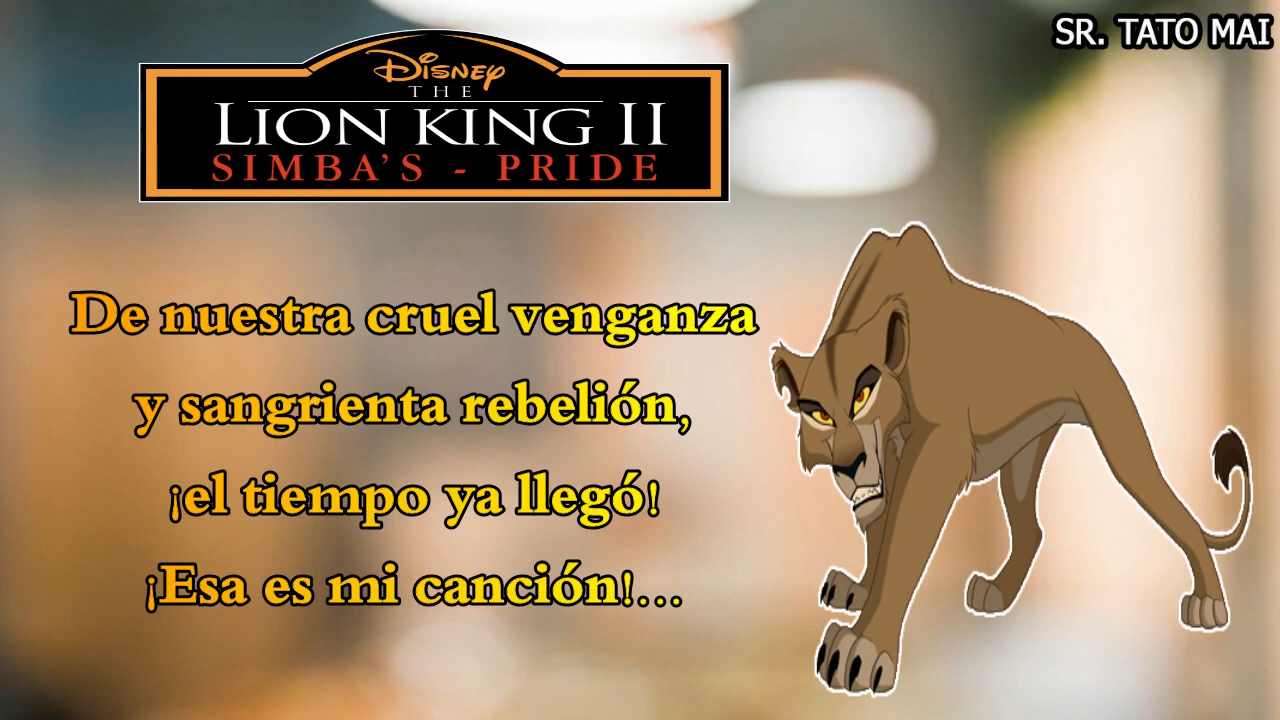 SR. TATO MAI
Disney
THE
LION KING II
SIMBA'S - PRIDE
De nuestra cruel venganza
y sangrienta rebelión,
¡el tiempo ya llegó!
¡Esa es mi canción!...